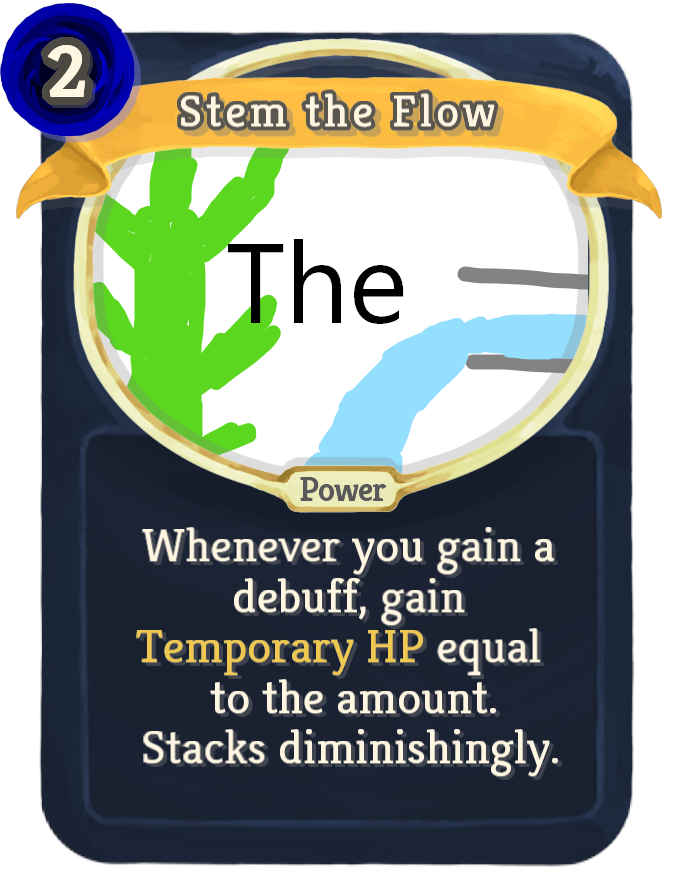 2
Stem the Flow
The
Power
Whenever you gain a
debuff, gain
Temporary HP equal
to the amount.
Stacks diminishingly.